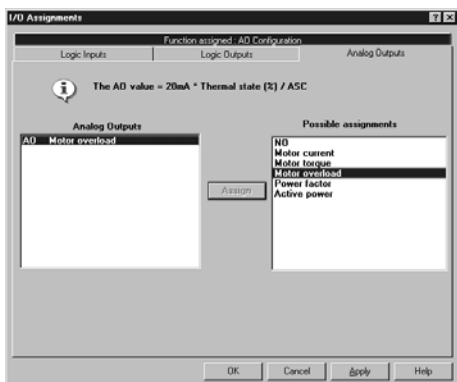 I/O Assignments
Function assigned : AO Configuration
Logic Inputs
Logic Outputs
Analog Outputs
The AO value = 20mA * Thermal state (%) / ASC
Analog Outputs
AO Motor overload
Assign
Possible assignments
NO
Motor current
Motor torque
Motor overload
Power factor
Active power
OK
Cancel
Apply
Help